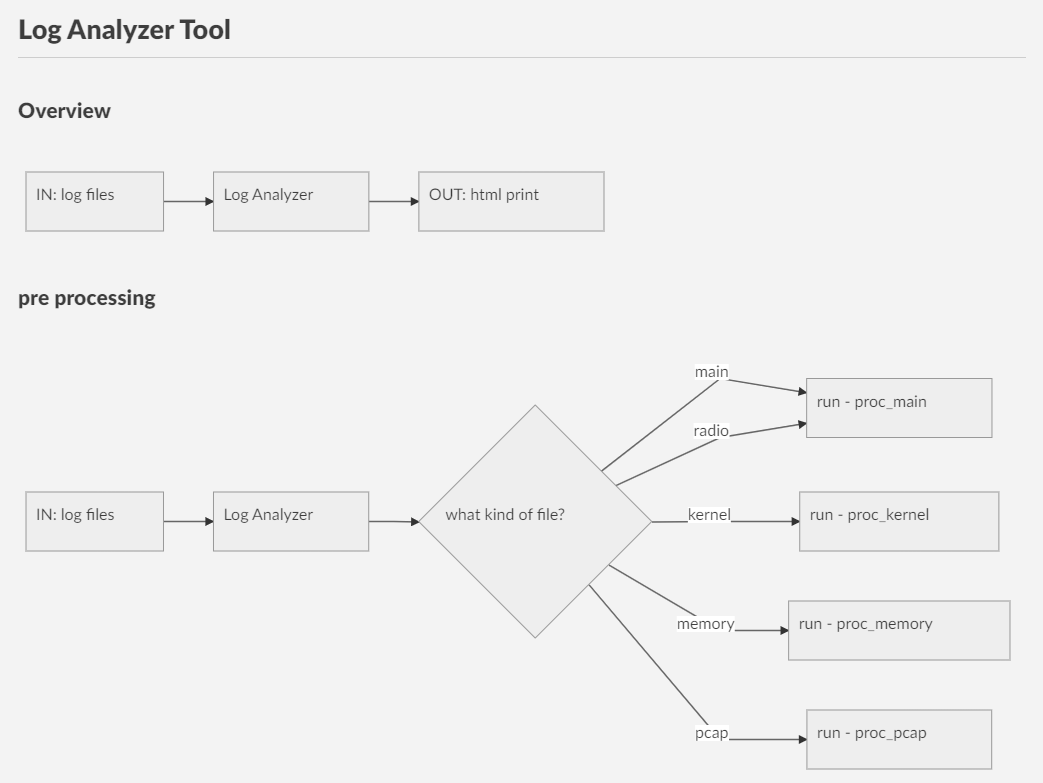 Log Analyzer Tool
Overview
IN: log files
Log Analyzer
OUT: html print
pre processing
main
run - proc_main
radio
IN: log files
Log Analyzer
what kind of file?
kernel
run - proc_kernel
memory
run - proc_memory
pcap
run - proc_pcap